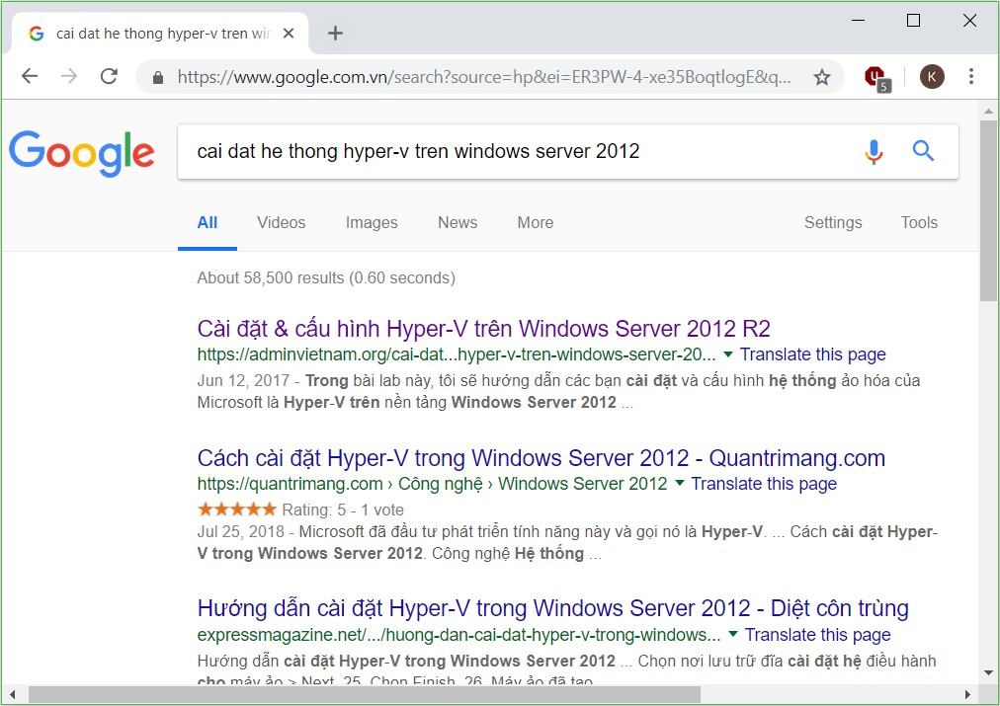 cai dat he thong hyper-v tren win
https://www.google.com.vn/search?source=hp&ei=ER3PW-4-xe35BoqtlogE&q...
5
K
Google
cai dat he thong hyper-v tren windows server 2012
All Videos Images News More Settings Tools
About 58,500 results (0.60 seconds)
Cài đặt & cấu hình Hyper-V trên Windows Server 2012 R2
https://adminvietnam.org/cai-dat...hyper-v-tren-windows-server-20... Translate this page
Jun 12, 2017 - Trong bài lab này, tôi sẽ hướng dẫn các bạn cài đặt và cấu hình hệ thống ảo hóa của
Microsoft là Hyper-V trên nền tảng Windows Server 2012 ...
Cách cài đặt Hyper-V trong Windows Server 2012 - Quantrimang.com
https://quantrimang.com › Công nghệ › Windows Server 2012 Translate this page
Rating: 5 - 1 vote
Jul 25, 2018 - Microsoft đã đầu tư phát triển tính năng này và gọi nó là Hyper-V. ... Cách cài đặt Hyper-
V trong Windows Server 2012. Công nghệ Hệ thống ...
Hướng dẫn cài đặt Hyper-V trong Windows Server 2012 - Diệt côn trùng
expressmagazine.net/.../huong-dan-cai-dat-hyper-v-trong-windows... Translate this page
Hướng dẫn cài đặt Hyper-V trong Windows Server 2012 ... Chọn nơi lưu trữ đĩa cài đặt hệ điều hành
cho máy ảo > Next. 25. Chọn Finish. 26. Máy ảo đã tạo